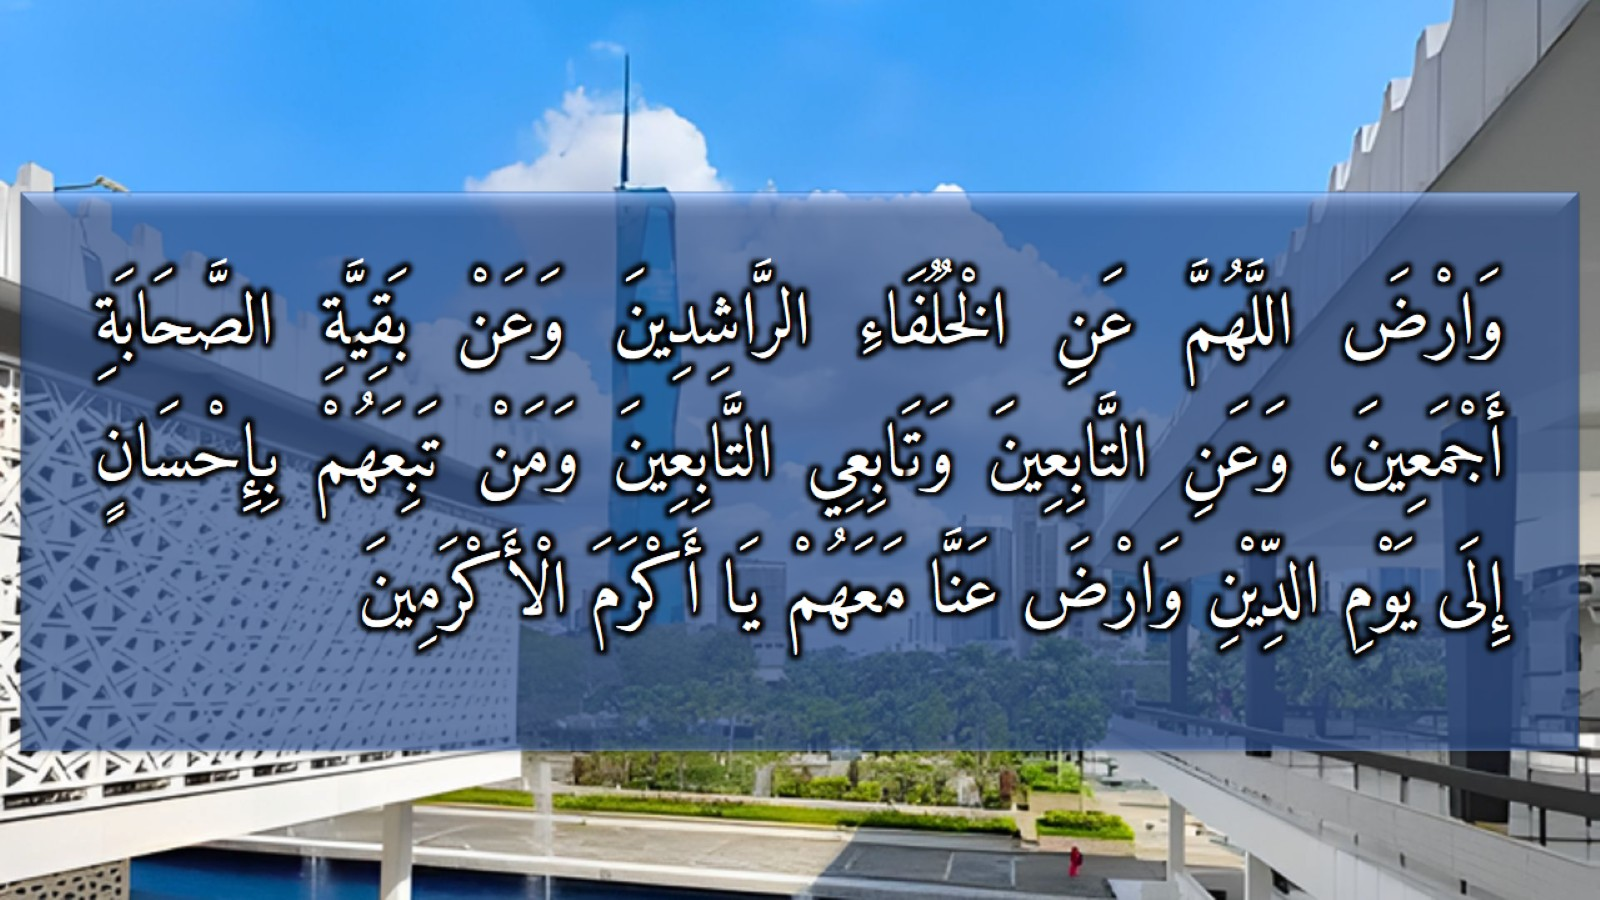 وَارْضَ اللَّهُمَّ عَنِ الْخُلَفَاءِ الرَّاشِدِينَ وَعَنْ بَقِيَّةِ الصَّحَابَةِ
أَجْمَعِينَ، وَعَنِ التَّابِعِينَ وَتَابِعِي التَّابِعِينَ وَمَنْ تَبِعَهُمْ بِإِحْسَانٍ
إِلَى يَوْمِ الدِّيْنِ وَارْضَ عَنَّا مَعَهُمْ يَا أَكْرَمَ الْأَكْرَمِينَ